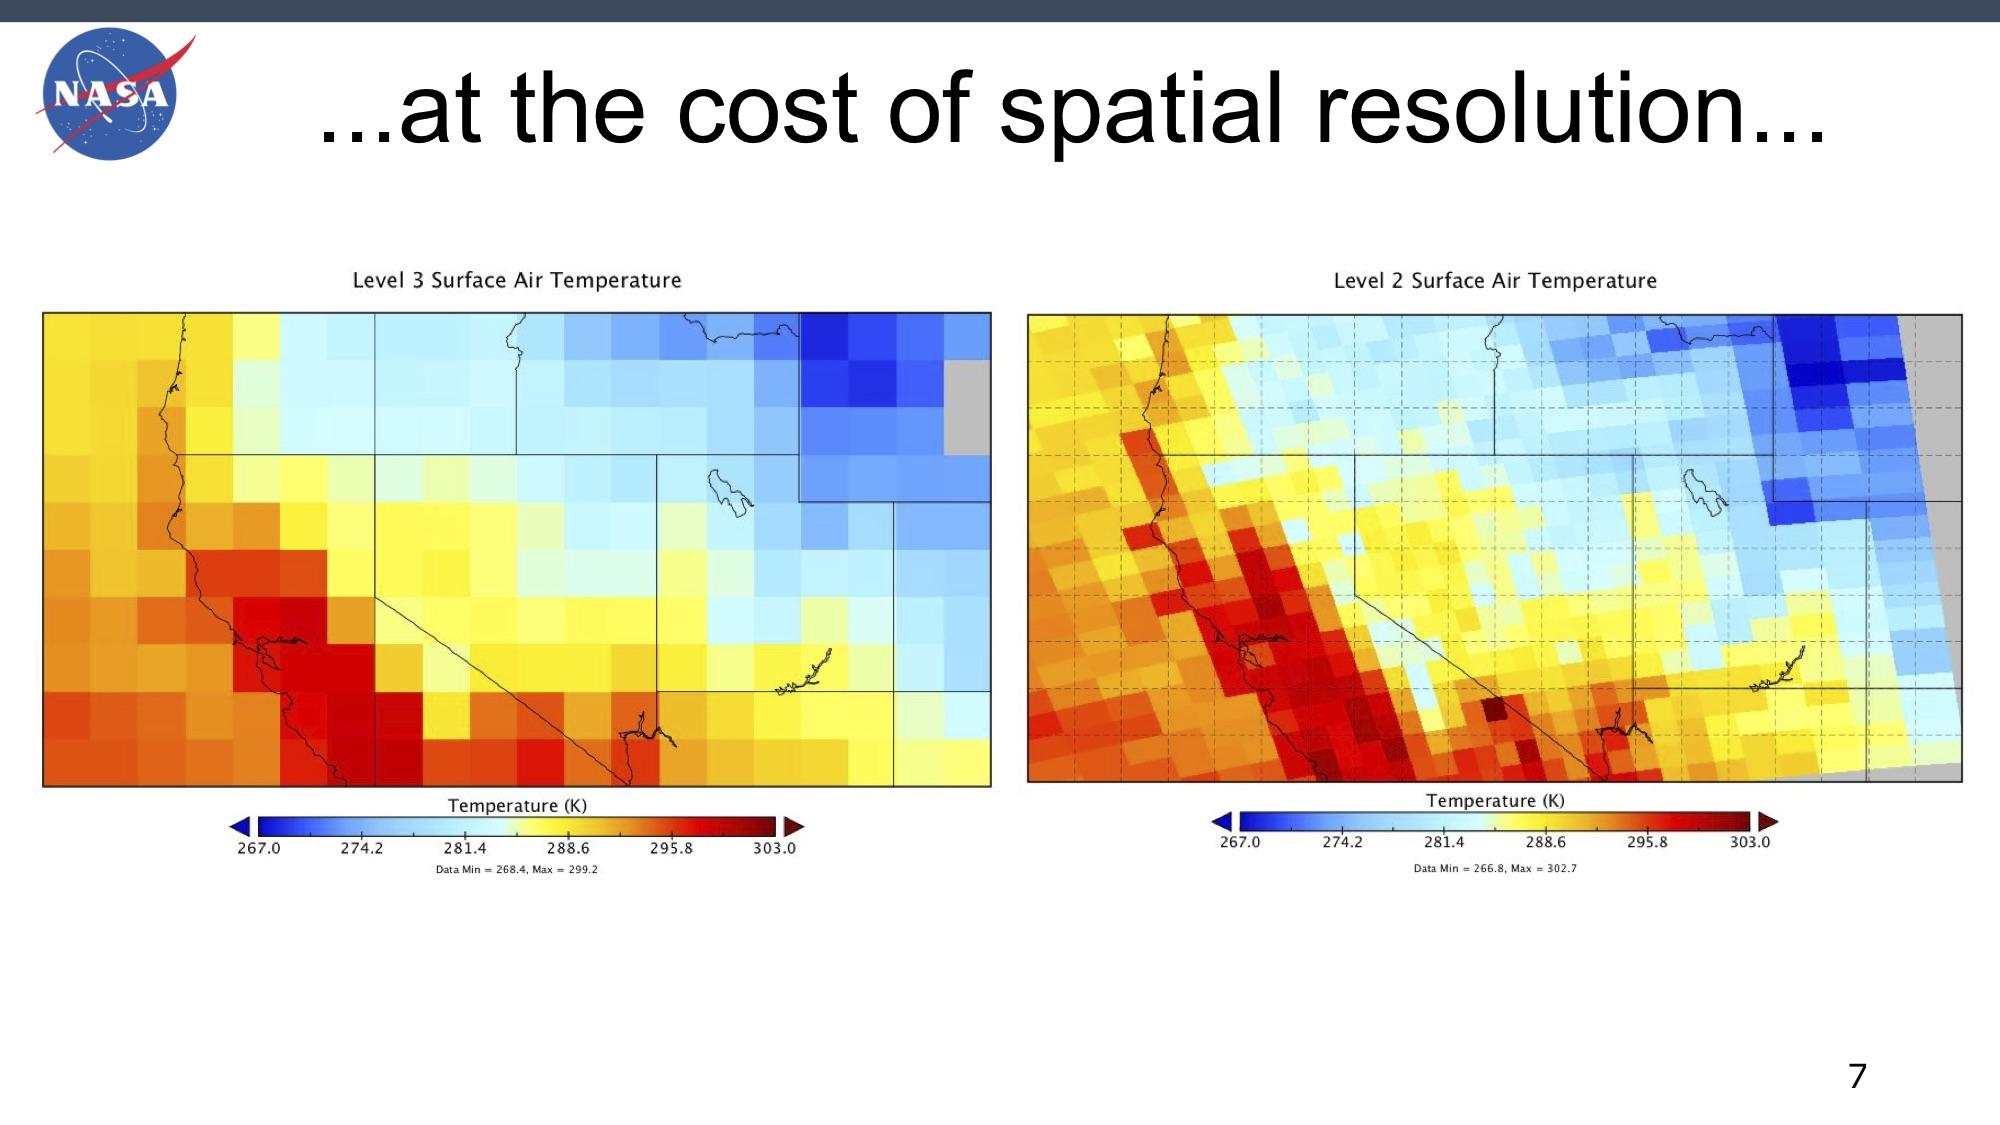 NASA
...at the cost of spatial resolution...
Level 3 Surface Air Temperature
Temperature (K)
267.0 274.2 281.4 288.6 295.8 303.0
Data Min = 268.4, Max = 299.2
Level 2 Surface Air Temperature
Temperature (K)
267.0 274.2 281.4 288.6 295.8 303.0
Data Min = 266.8, Max = 302.7
7